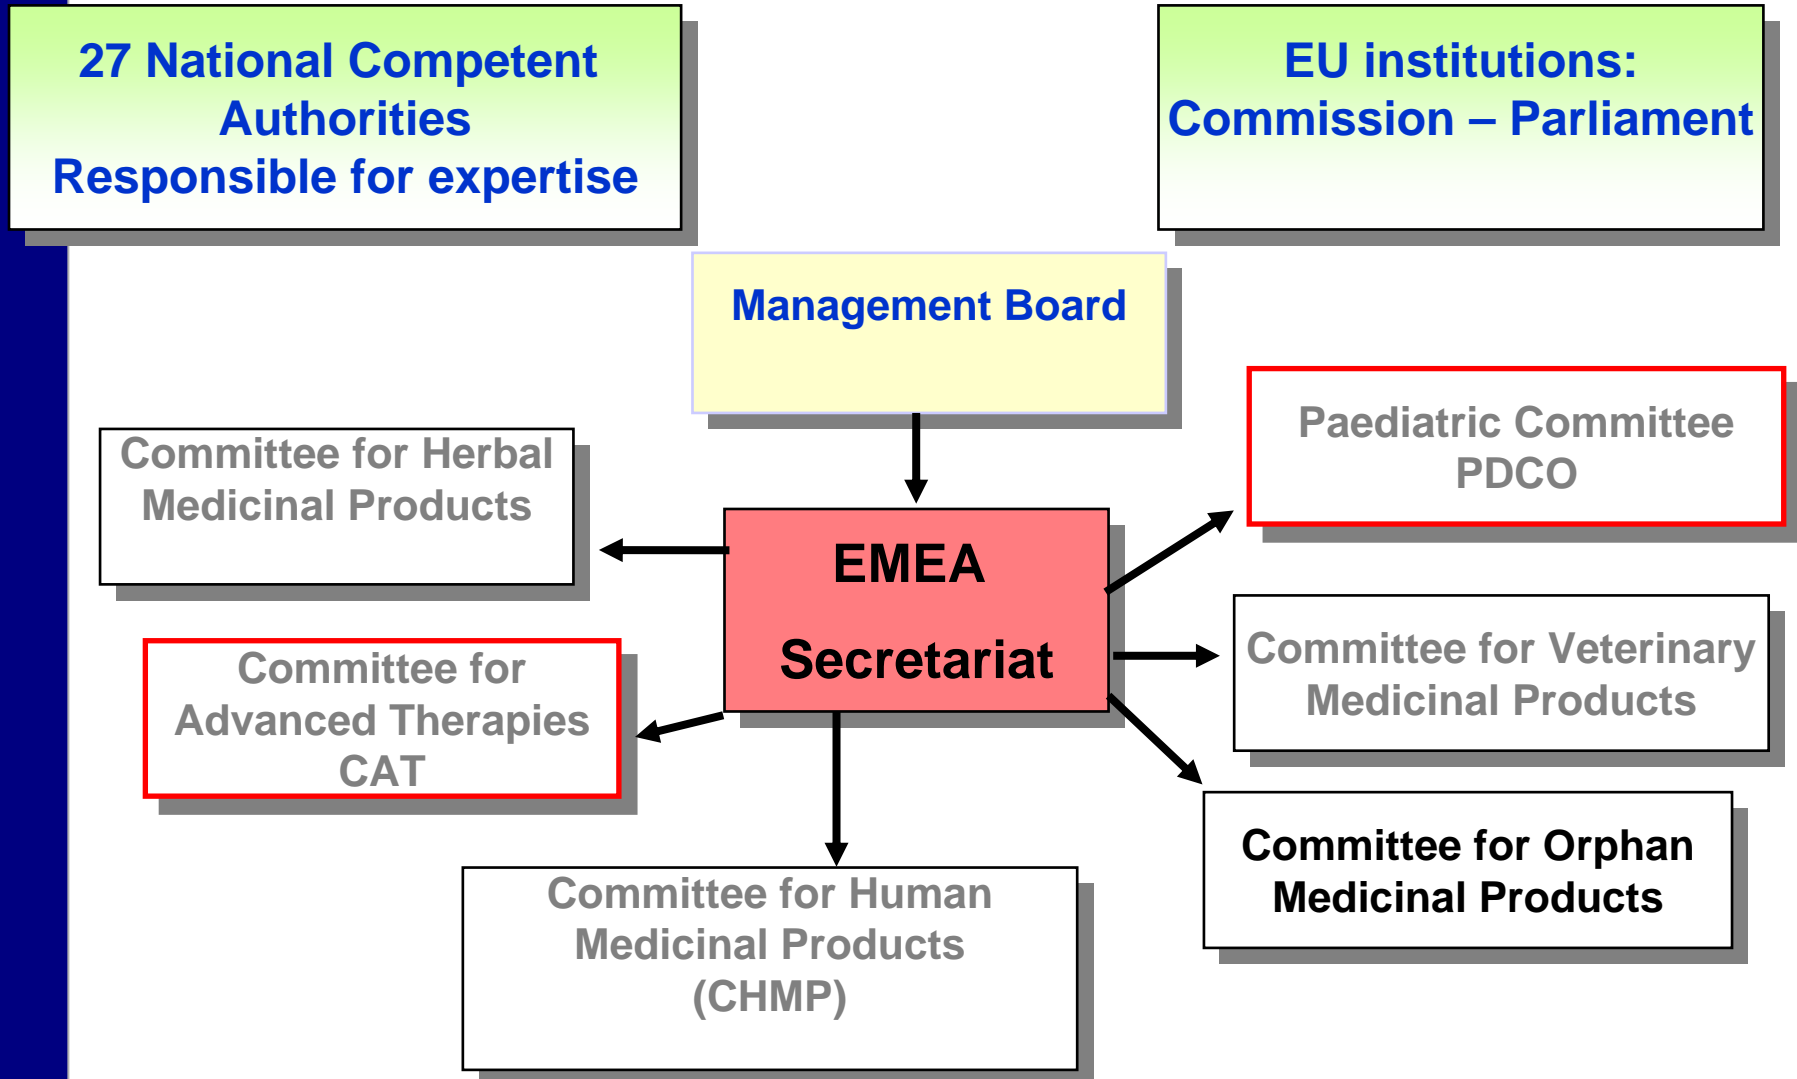 27 National Competent
Authorities
Responsible for expertise
EU institutions:
Commission – Parliament
Management Board
Paediatric Committee
PDCO
Committee for Herbal
Medicinal Products
EMEA
Secretariat
Committee for Veterinary
Medicinal Products
Committee for
Advanced Therapies
CAT
Committee for Orphan
Medicinal Products
Committee for Human
Medicinal Products
(CHMP)